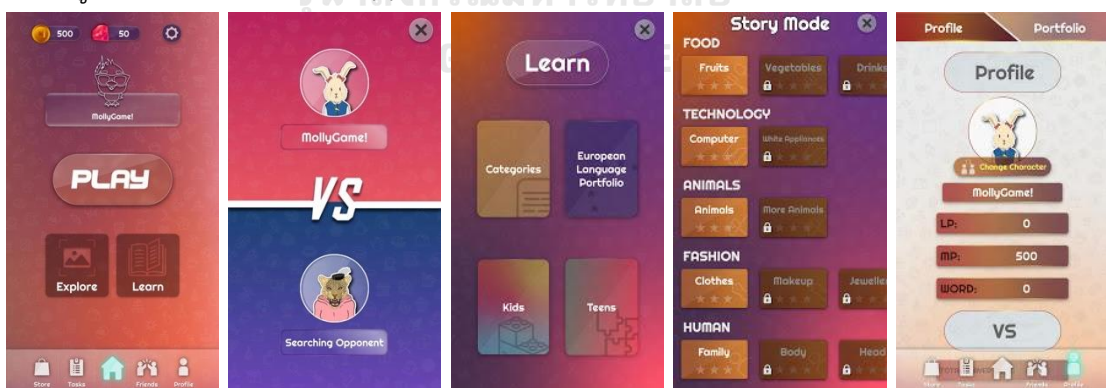 500 50
MollyGame!
PLAY
Explore Learn
Store Tasks Friends Profile
MollyGame!
VS
Searching Opponent
Learn
Categories
European
Language
Portfolio
Kids Teens
Story Mode
FOOD
Fruits Vegetables Drinks
TECHNOLOGY
Computer White Appliances
ANIMALS
Animals More Animals
FASHION
Clothes Makeup Jewelle
HUMAN
Family Body Head
Profile Portfolio
Profile
Change Character
MollyGame!
LP: 0
MP: 500
WORD: 0
VS
Store Tasks Friends Profile